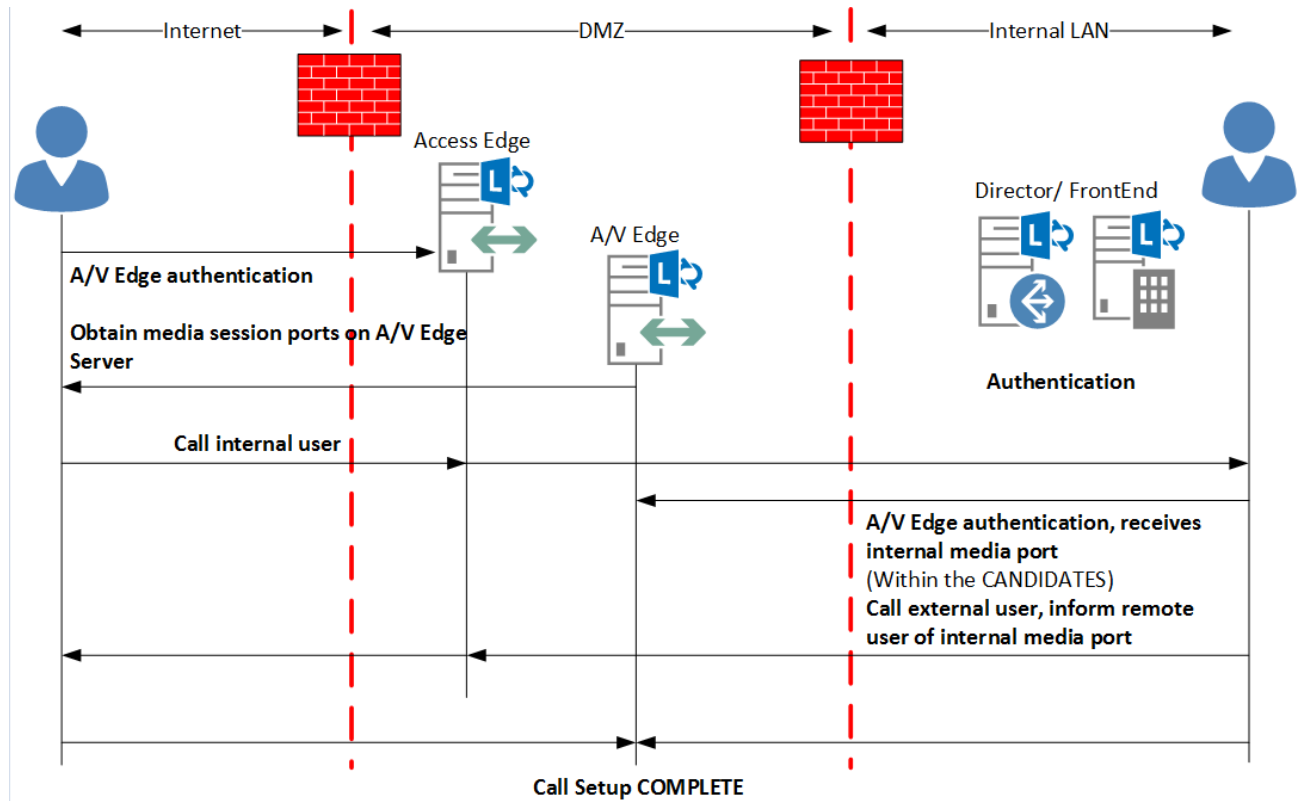 Internet
DMZ
Internal LAN
Access Edge
L
A/V Edge
L
Director/ FrontEnd
L
L
A/V Edge authentication
Obtain media session ports on A/V Edge
Server
Authentication
Call internal user
A/V Edge authentication, receives
internal media port
(Within the CANDIDATES)
Call external user, inform remote
user of internal media port
Call Setup COMPLETE